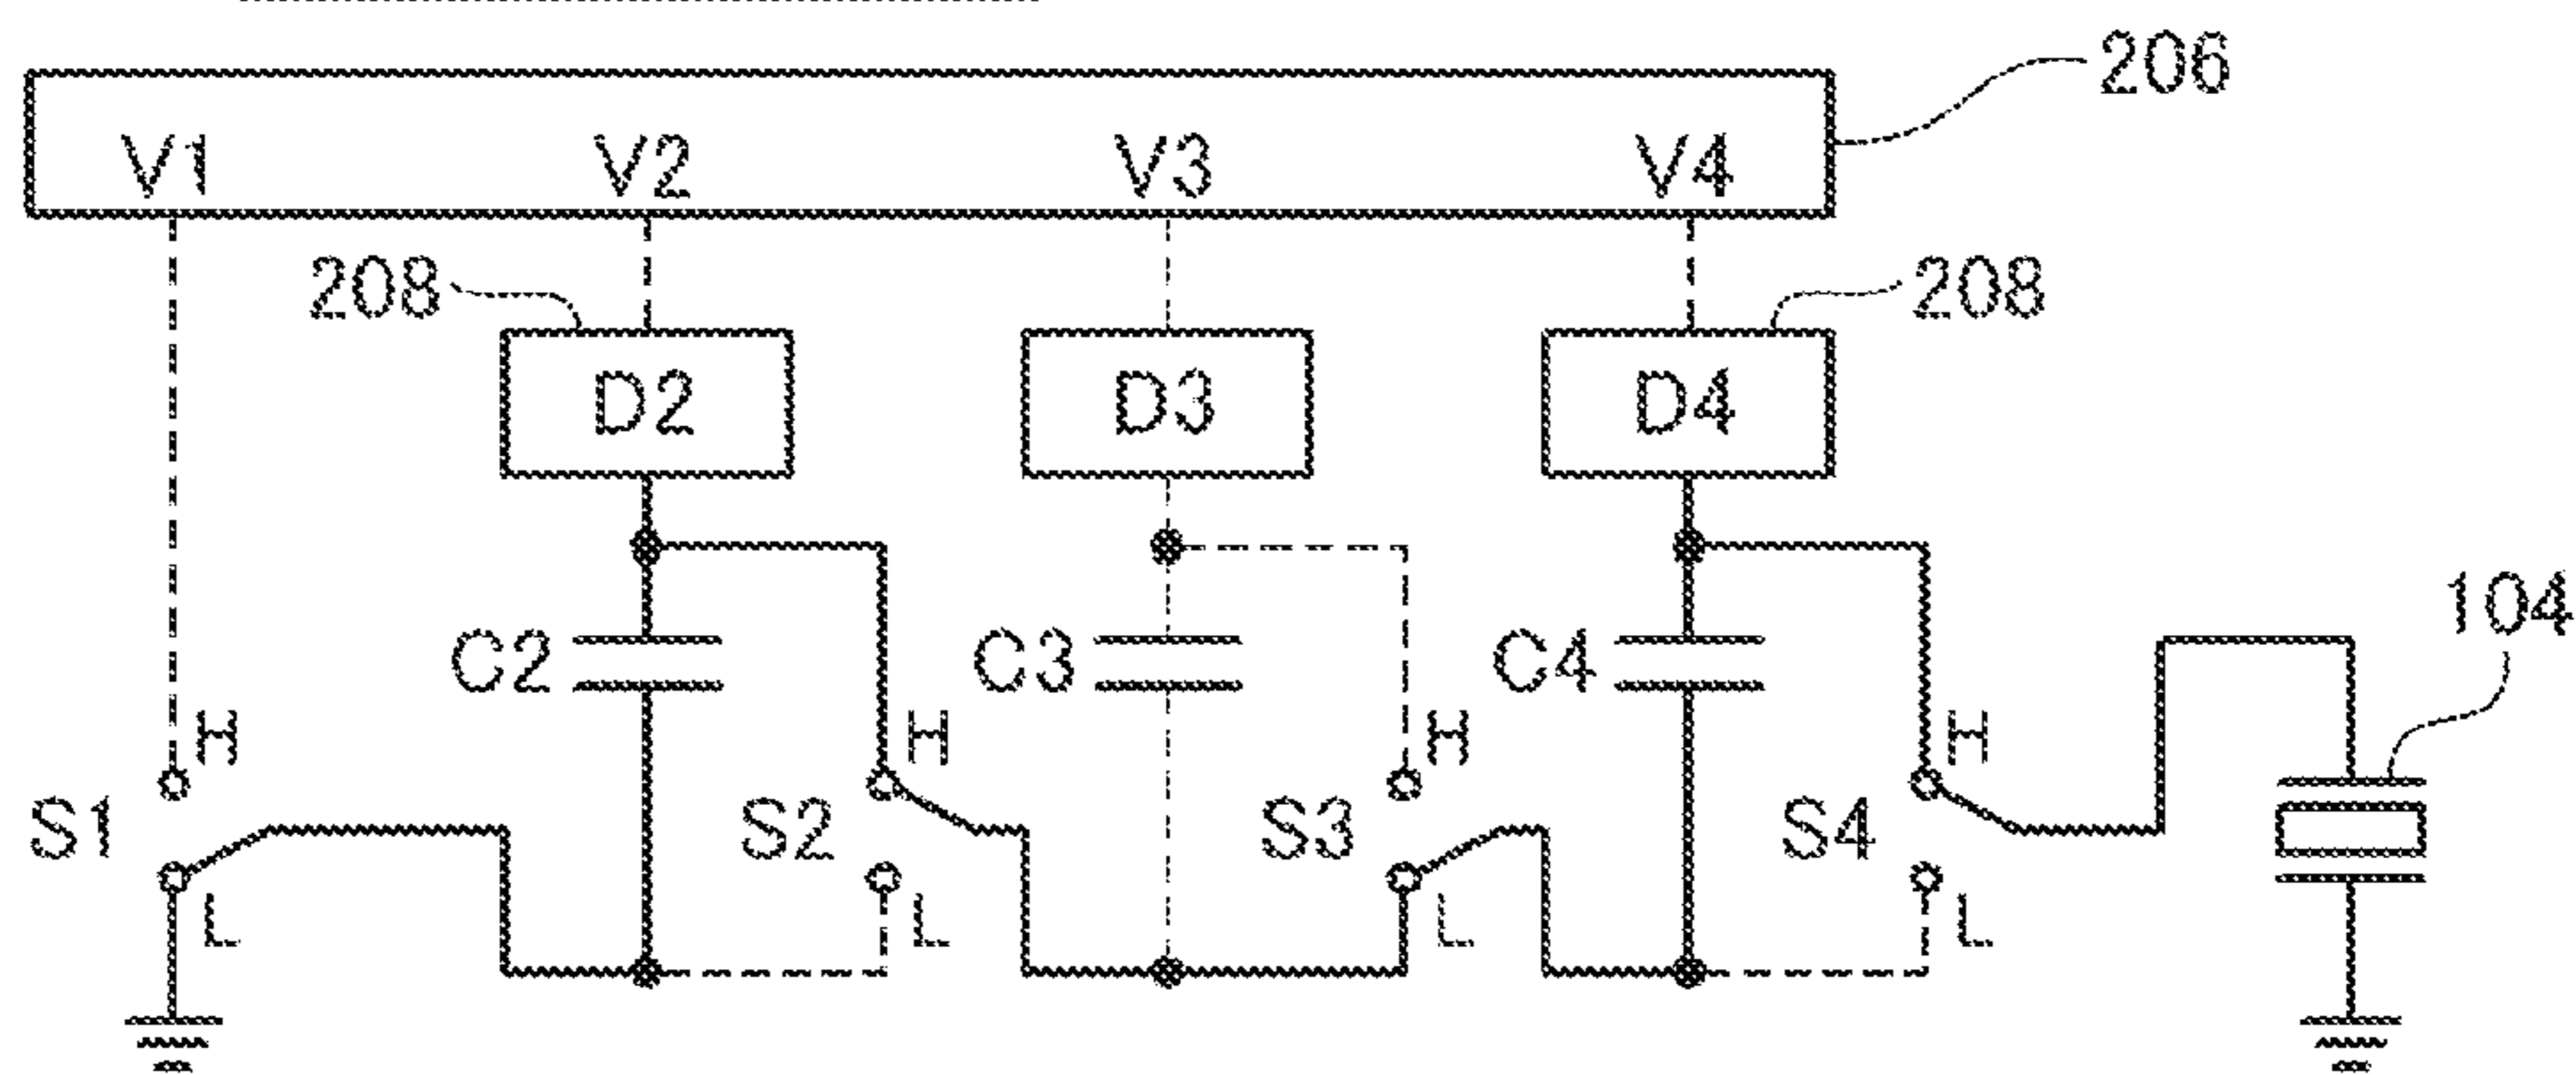 206
V1 V2 V3 V4
208 208
D2 D3 D4
104
C2 C3 C4
H H H H
S1 S2 S3 S4
L L L L